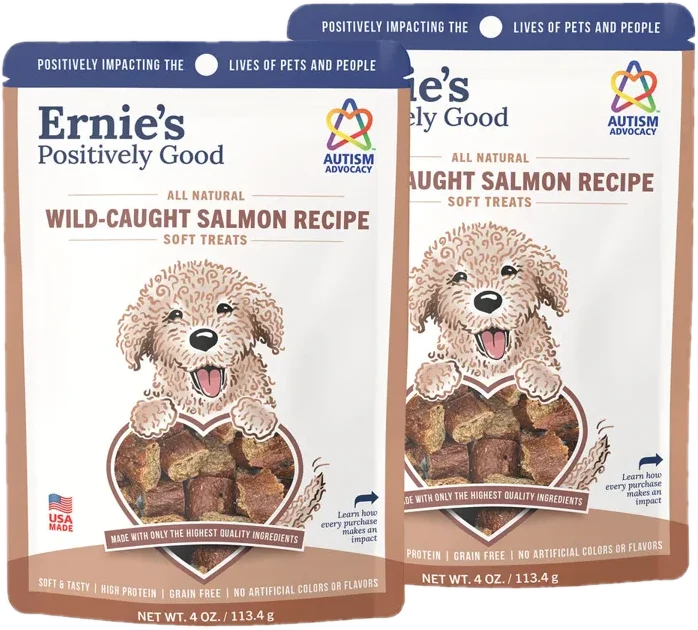 POSITIVELY IMPACTING THE LIVES OF PETS AND PEOPLE
Ernie's
Positively Good
AUTISM
ADVOCACY
ALL NATURAL
WILD-CAUGHT SALMON RECIPE
SOFT TREATS
USA
MADE
Learn how
every purchase
makes an
impact
MADE WITH ONLY THE HIGHEST QUALITY INGREDIENTS
SOFT & TASTY | HIGH PROTEIN | GRAIN FREE | NO ARTIFICIAL COLORS OR FLAVORS
NET WT. 4 OZ. / 113.4 g
POSITIVELY IMPACTING THE LIVES OF PETS AND PEOPLE
ie's
ely Good
AUTISM
ADVOCACY
ALL NATURAL
AUGHT SALMON RECIPE
SOFT TREATS
Learn how
every purchase
makes an
impact
DE WITH ONLY THE HIGHEST QUALITY INGREDIENTS
PROTEIN | GRAIN FREE | NO ARTIFICIAL COLORS OR FLAVORS
NET WT. 4 OZ. / 113.4 g